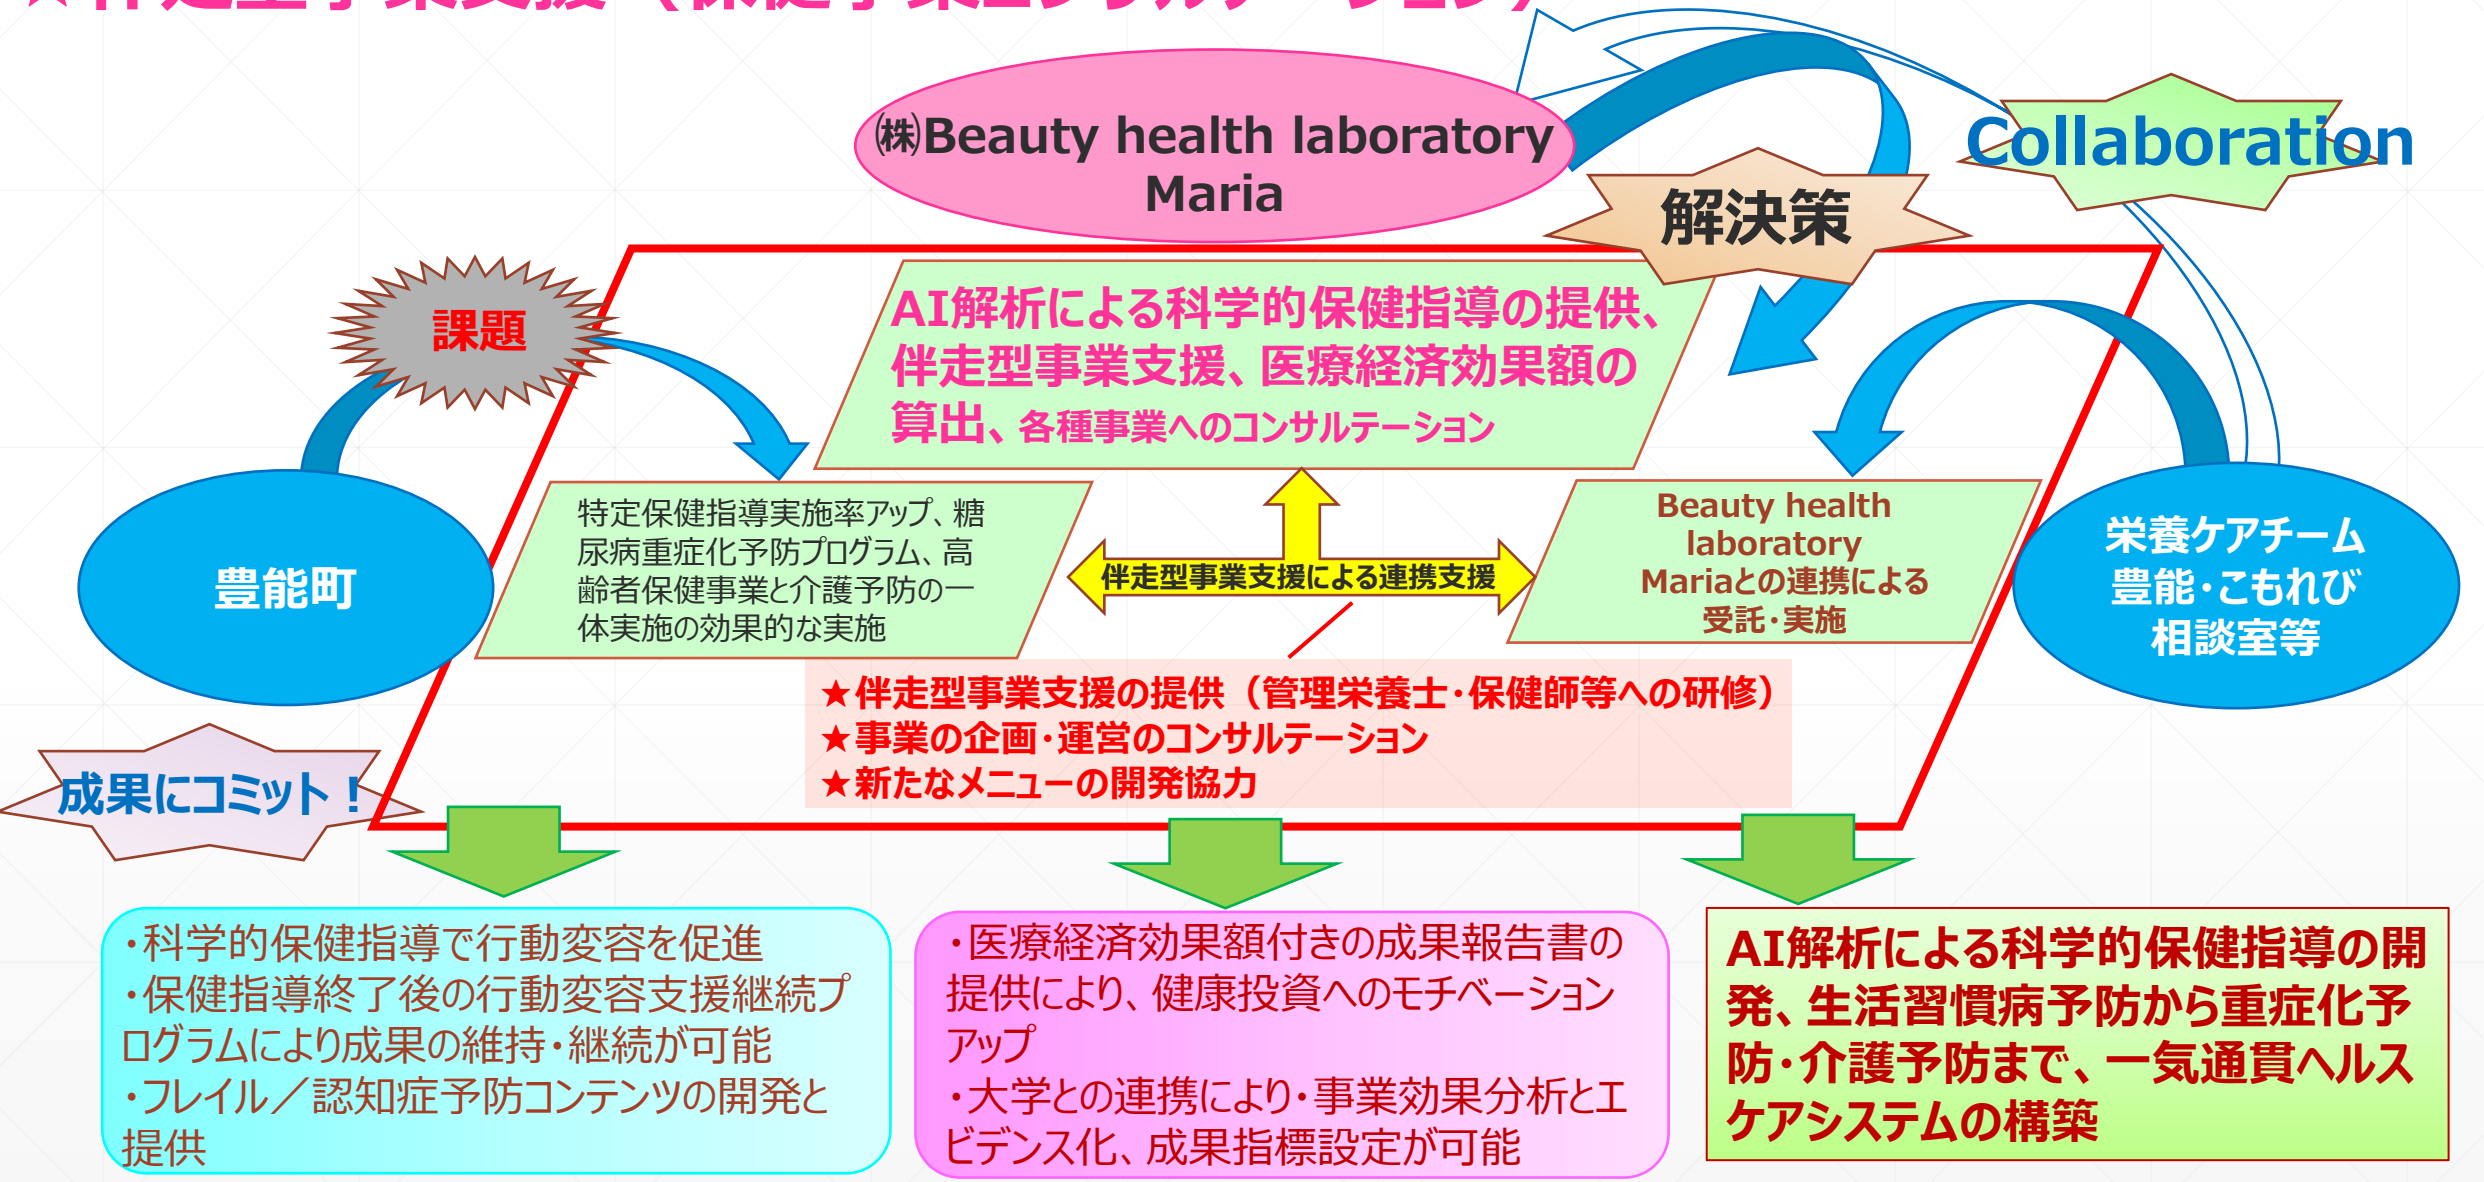 ★伴走型事業支援（保健事業コンサルテーション）
㈱Beauty health laboratory
Maria
Collaboration
解決策
課題
AI解析による科学的保健指導の提供、
伴走型事業支援、医療経済効果額の
算出、各種事業へのコンサルテーション
豊能町
特定保健指導実施率アップ、糖
尿病重症化予防プログラム、高
齢者保健事業と介護予防の一
体実施の効果的な実施
伴走型事業支援による連携支援
Beauty health
laboratory
Mariaとの連携による
受託・実施
栄養ケアチーム
豊能・こもれび
相談室等
★伴走型事業支援の提供（管理栄養士・保健師等への研修）
★事業の企画・運営のコンサルテーション
★新たなメニューの開発協力
成果にコミット！
・科学的保健指導で行動変容を促進
・保健指導終了後の行動変容支援継続プ
ログラムにより成果の維持・継続が可能
・フレイル／認知症予防コンテンツの開発と
提供
・医療経済効果額付きの成果報告書の
提供により、健康投資へのモチベーション
アップ
・大学との連携により・事業効果分析とエ
ビデンス化、成果指標設定が可能
AI解析による科学的保健指導の開
発、生活習慣病予防から重症化予
防・介護予防まで、一気通貫ヘルス
ケアシステムの構築